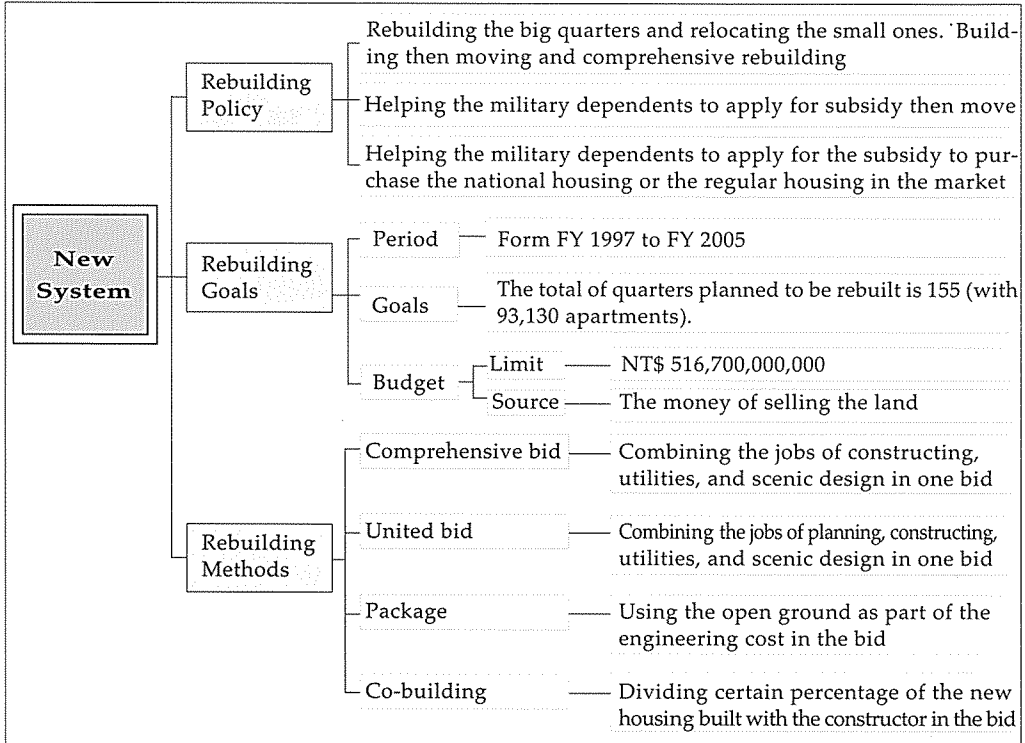 New
System
Rebuilding
Policy
Rebuilding the big quarters and relocating the small ones. Build-
ing then moving and comprehensive rebuilding
Helping the military dependents to apply for subsidy then move
Helping the military dependents to apply for the subsidy to pur-
chase the national housing or the regular housing in the market
Rebuilding
Goals
Period
Form FY 1997 to FY 2005
Goals
The total of quarters planned to be rebuilt is 155 (with
93,130 apartments).
Budget
Limit
NT$ 516,700,000,000
Source
The money of selling the land
Rebuilding
Methods
Comprehensive bid
Combining the jobs of constructing,
utilities, and scenic design in one bid
United bid
Combining the jobs of planning, constructing,
utilities, and scenic design in one bid
Package
Using the open ground as part of the
engineering cost in the bid
Co-building
Dividing certain percentage of the new
housing built with the constructor in the bid